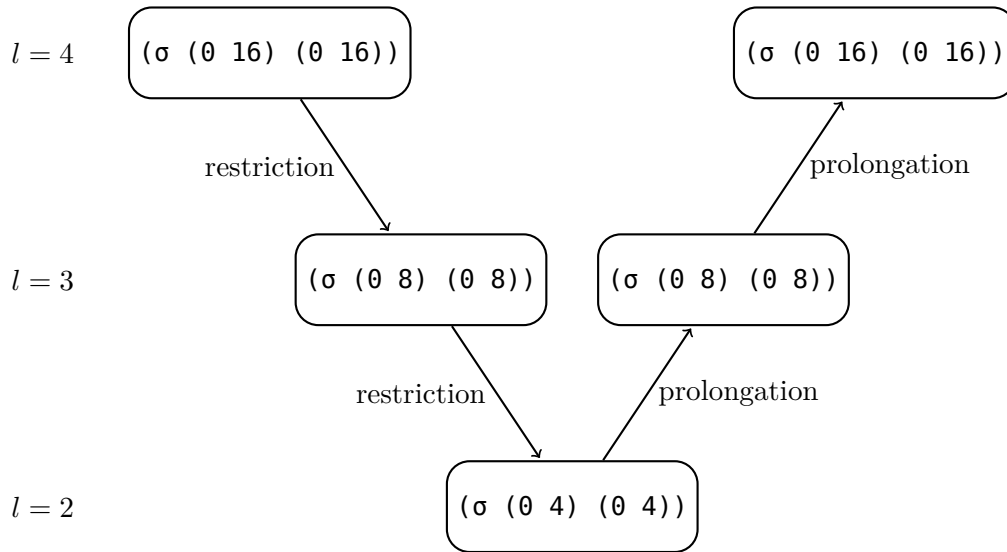 l = 4
(σ (0 16) (0 16))
(σ (0 16) (0 16))
restriction
prolongation
l = 3
(σ (0 8) (0 8))
(σ (0 8) (0 8))
restriction
prolongation
l = 2
(σ (0 4) (0 4))